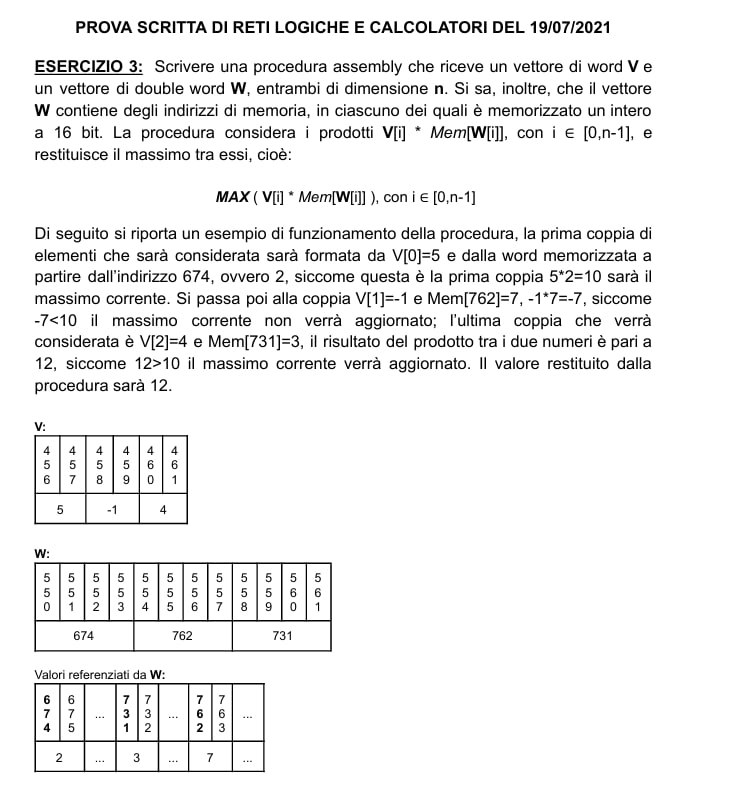 PROVA SCRITTA DI RETI LOGICHE E CALCOLATORI DEL 19/07/2021
ESERCIZIO 3: Scrivere una procedura assembly che riceve un vettore di word V e
un vettore di double word W, entrambi di dimensione n. Si sa, inoltre, che il vettore
W contiene degli indirizzi di memoria, in ciascuno dei quali è memorizzato un intero
a 16 bit. La procedura considera i prodotti V[i] * Mem[W[i]], con i ∈ [0,n-1], e
restituisce il massimo tra essi, cioè:
MAX ( V[i] * Mem[W[i]] ), con i ∈ [0,n-1]
Di seguito si riporta un esempio di funzionamento della procedura, la prima coppia di
elementi che sarà considerata sarà formata da V[0]=5 e dalla word memorizzata a
partire dall'indirizzo 674, ovvero 2, siccome questa è la prima coppia 5*2=10 sarà il
massimo corrente. Si passa poi alla coppia V[1]=-1 e Mem[762]=7, -1*7=-7, siccome
-7<10 il massimo corrente non verrà aggiornato; l'ultima coppia che verrà
considerata è V[2]=4 e Mem[731]=3, il risultato del prodotto tra i due numeri è pari a
12, siccome 12>10 il massimo corrente verrà aggiornato. Il valore restituito dalla
procedura sarà 12.
V:
456 457 458 459 460 461
5 -1 4
W:
550 551 552 553 554 555 556 557 558 559 560 561
674 762 731
Valori referenziati da W:
674 675 ... 731 732 ... 762 763 ...
2 ... 3 ... 7 ...